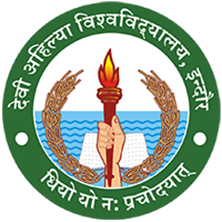 देवी अहिल्या विश्वविद्यालय, इन्दौर
धियो यो नः प्रचोदयात्